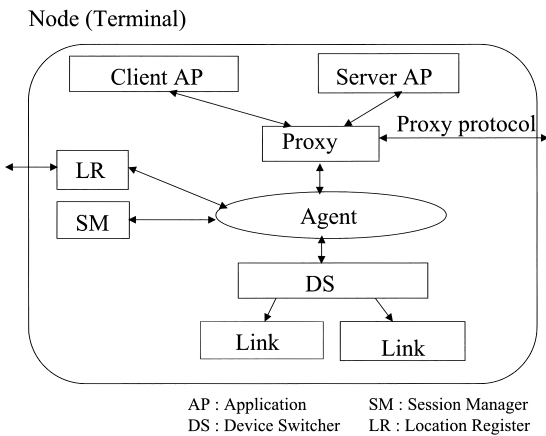 Node (Terminal)
Client AP
Server AP
Proxy
Proxy protocol
LR
Agent
SM
DS
Link
Link
AP : Application
SM : Session Manager
DS : Device Switcher
LR : Location Register